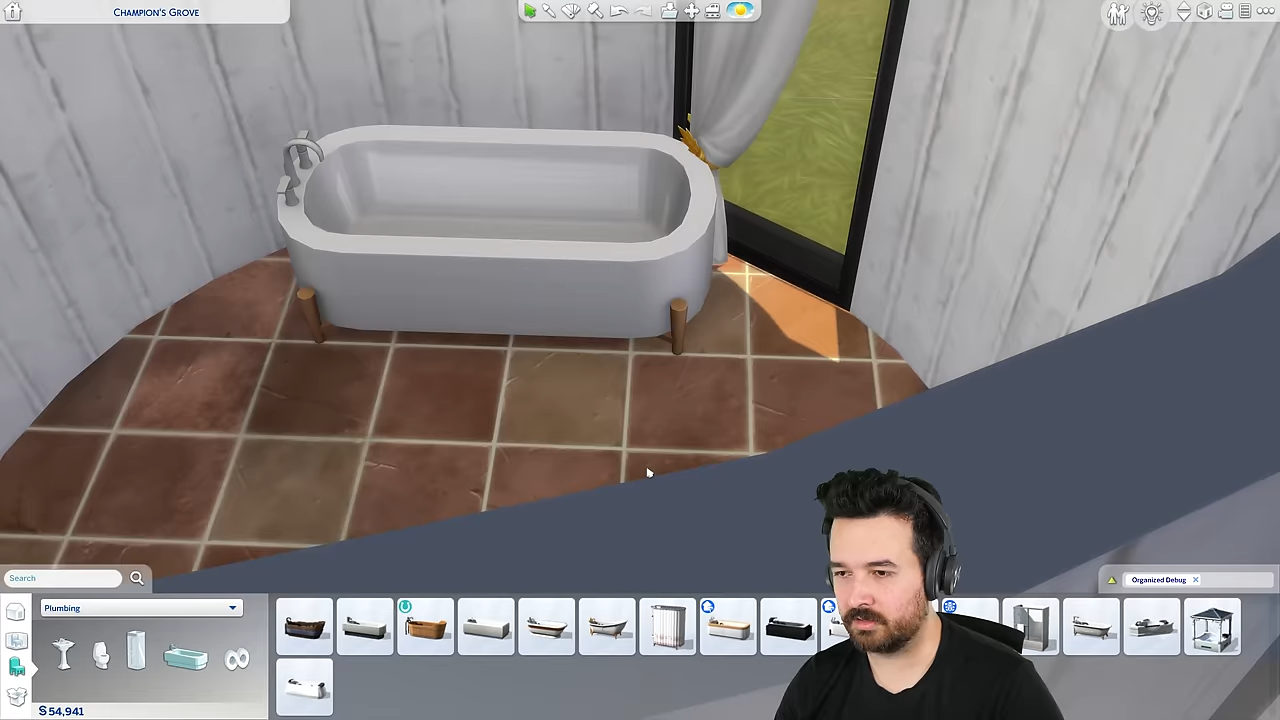 CHAMPION'S GROVE
Search
Organized Debug
Plumbing
§54,941